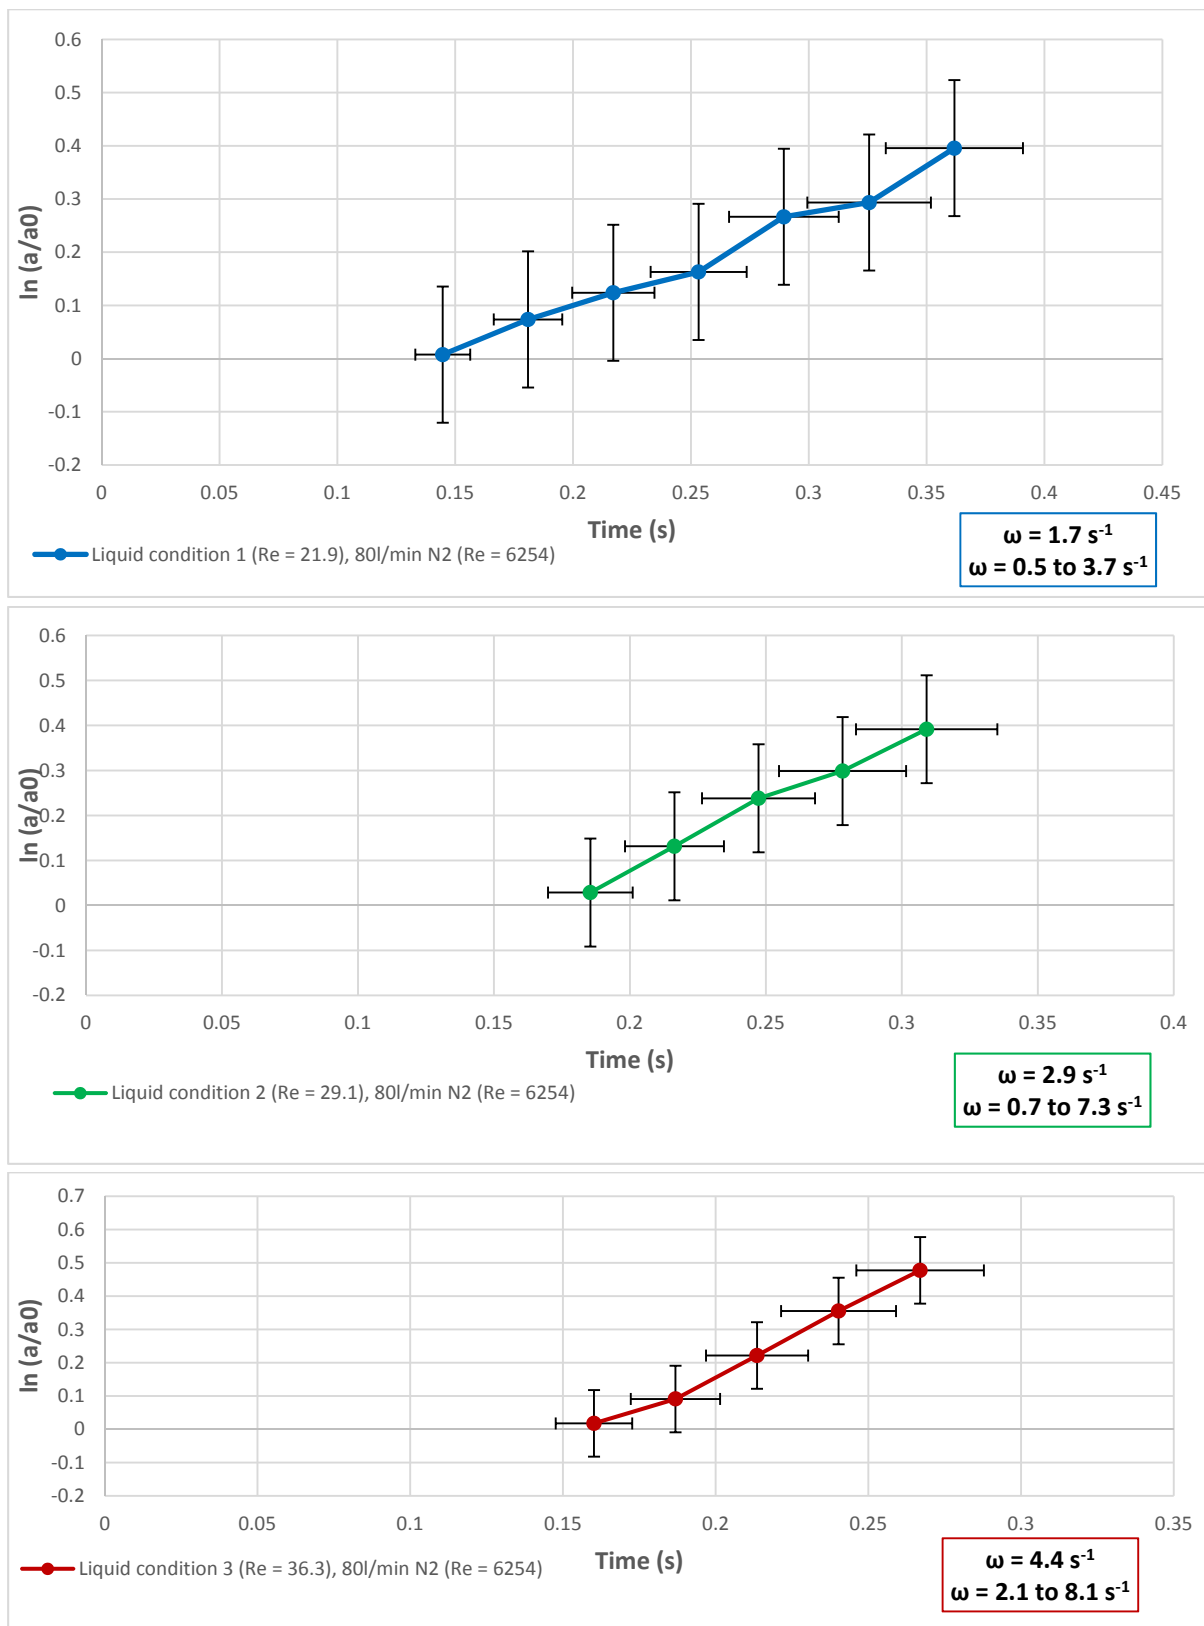 0.6
0.5
0.4
0.3
0.2
0.1
0
-0.1
-0.2
ln (a/a0)
0 0.05 0.1 0.15 0.2 0.25 0.3 0.35 0.4 0.45
Time (s)
Liquid condition 1 (Re = 21.9), 80l/min N2 (Re = 6254)
ω = 1.7 s⁻¹
ω = 0.5 to 3.7 s⁻¹
0.6
0.5
0.4
0.3
0.2
0.1
0
-0.1
-0.2
ln (a/a0)
0 0.05 0.1 0.15 0.2 0.25 0.3 0.35 0.4
Time (s)
Liquid condition 2 (Re = 29.1), 80l/min N2 (Re = 6254)
ω = 2.9 s⁻¹
ω = 0.7 to 7.3 s⁻¹
0.7
0.6
0.5
0.4
0.3
0.2
0.1
0
-0.1
-0.2
ln (a/a0)
0 0.05 0.1 0.15 0.2 0.25 0.3 0.35
Time (s)
Liquid condition 3 (Re = 36.3), 80l/min N2 (Re = 6254)
ω = 4.4 s⁻¹
ω = 2.1 to 8.1 s⁻¹